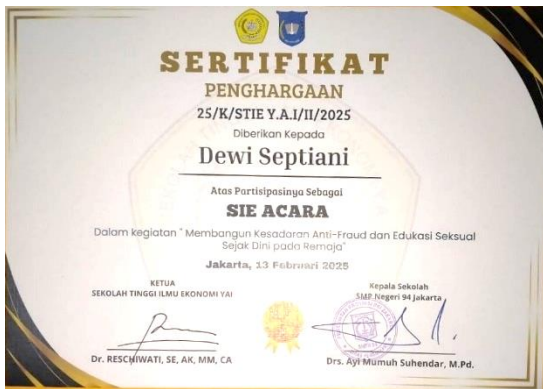 SERTIFIKAT
PENGHARGAAN
25/K/STIE Y.A.I/II/2025
Diberikan Kepada
Dewi Septiani
Atas Partisipasinya Sebagai
SIE ACARA
Dalam kegiatan " Membangun Kesadaran Anti-Fraud dan Edukasi Seksual
Sejak Dini pada Remaja"
Jakarta, 13 Februari 2025
KETUA
SEKOLAH TINGGI ILMU EKONOMI YAI
Dr. RESCHIWATI, SE, AK, MM, CA
Kepala Sekolah
SMP Negeri 94 Jakarta
Drs. Ayi Mumuh Suhendar, M.Pd.